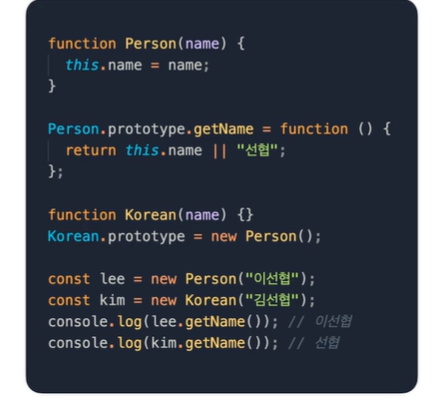 function Person(name) {
  this.name = name;
}

Person.prototype.getName = function () {
  return this.name || "선협";
};

function Korean(name) {}
Korean.prototype = new Person();

const lee = new Person("이선협");
const kim = new Korean("김선협");
console.log(lee.getName()); // 이선협
console.log(kim.getName()); // 선협